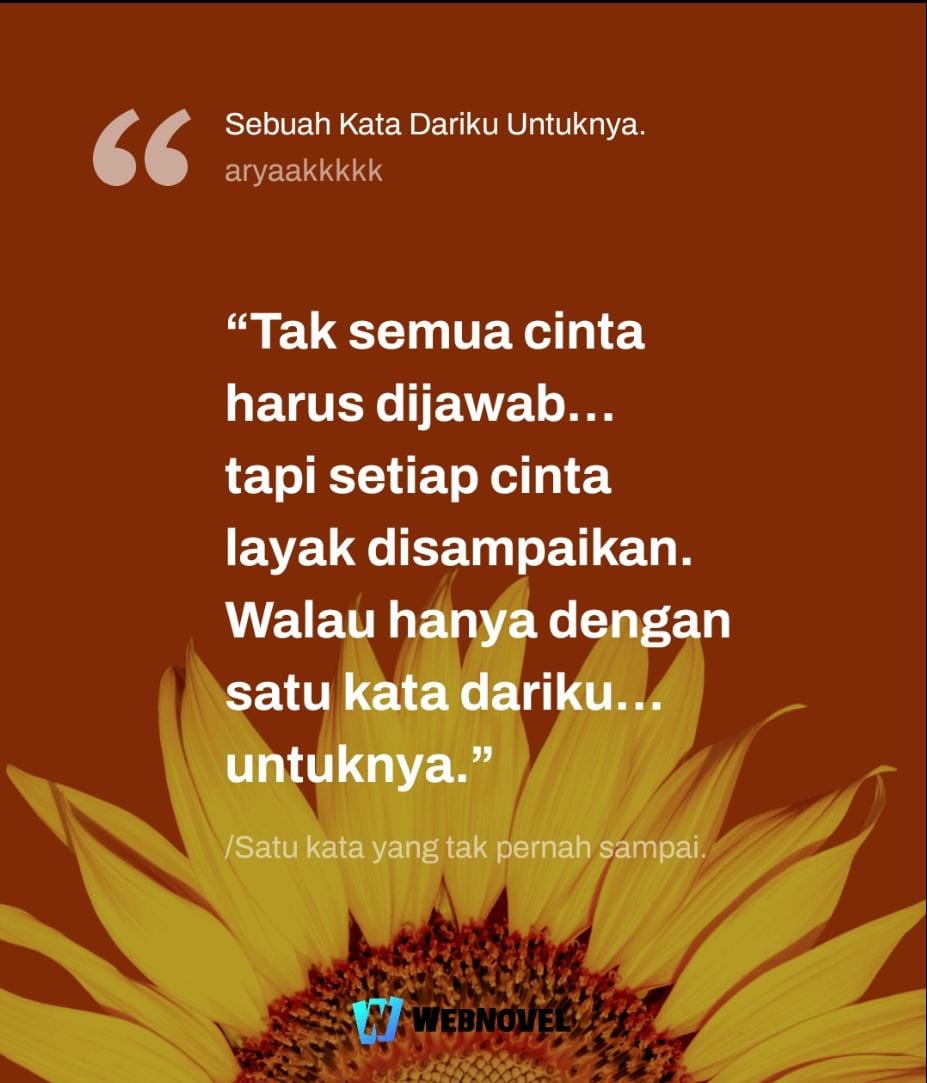 Sebuah Kata Dariku Untuknya.
aryaakkkkk
“Tak semua cinta
harus dijawab...
tapi setiap cinta
layak disampaikan.
Walau hanya dengan
satu kata dariku...
untuknya.”
/Satu kata yang tak pernah sampai.
WEBNOVEL